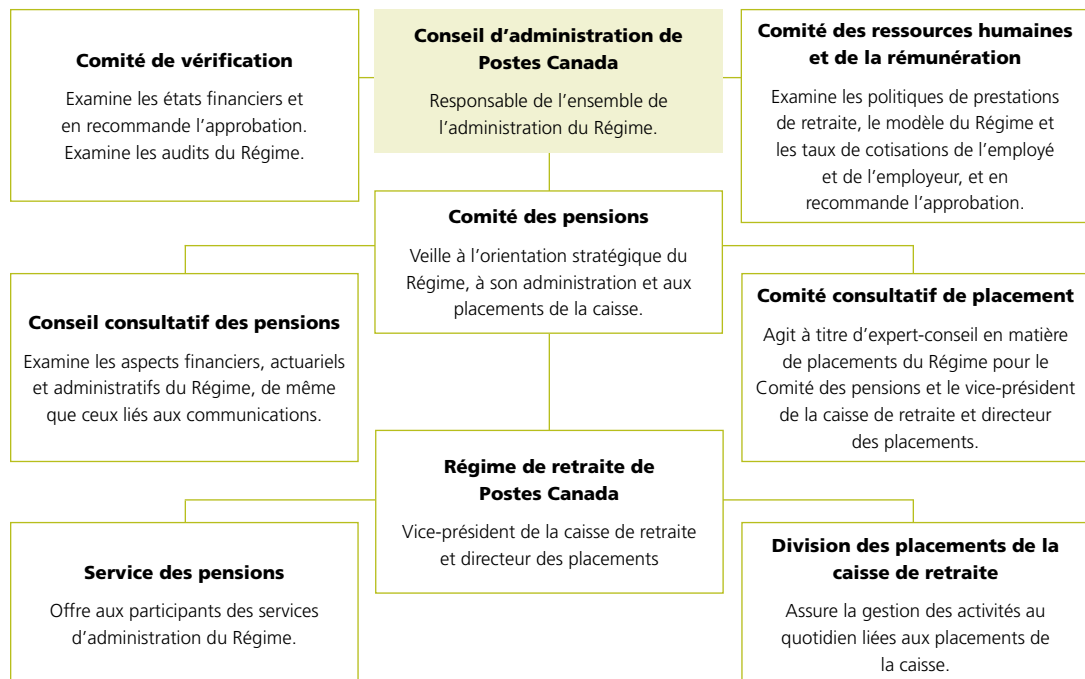 Comité de vérification
Examine les états financiers et
en recommande l’approbation.
Examine les audits du Régime.
Conseil d’administration de
Postes Canada
Responsable de l’ensemble de
l’administration du Régime.
Comité des ressources humaines
et de la rémunération
Examine les politiques de prestations
de retraite, le modèle du Régime et
les taux de cotisations de l’employé
et de l’employeur, et en
recommande l’approbation.
Comité des pensions
Veille à l’orientation stratégique du
Régime, à son administration et aux
placements de la caisse.
Conseil consultatif des pensions
Examine les aspects financiers, actuariels
et administratifs du Régime, de même
que ceux liés aux communications.
Comité consultatif de placement
Agit à titre d’expert-conseil en matière
de placements du Régime pour le
Comité des pensions et le vice-président
de la caisse de retraite et directeur
des placements.
Régime de retraite de
Postes Canada
Vice-président de la caisse de retraite
et directeur des placements
Service des pensions
Offre aux participants des services
d’administration du Régime.
Division des placements de la
caisse de retraite
Assure la gestion des activités au
quotidien liées aux placements de
la caisse.